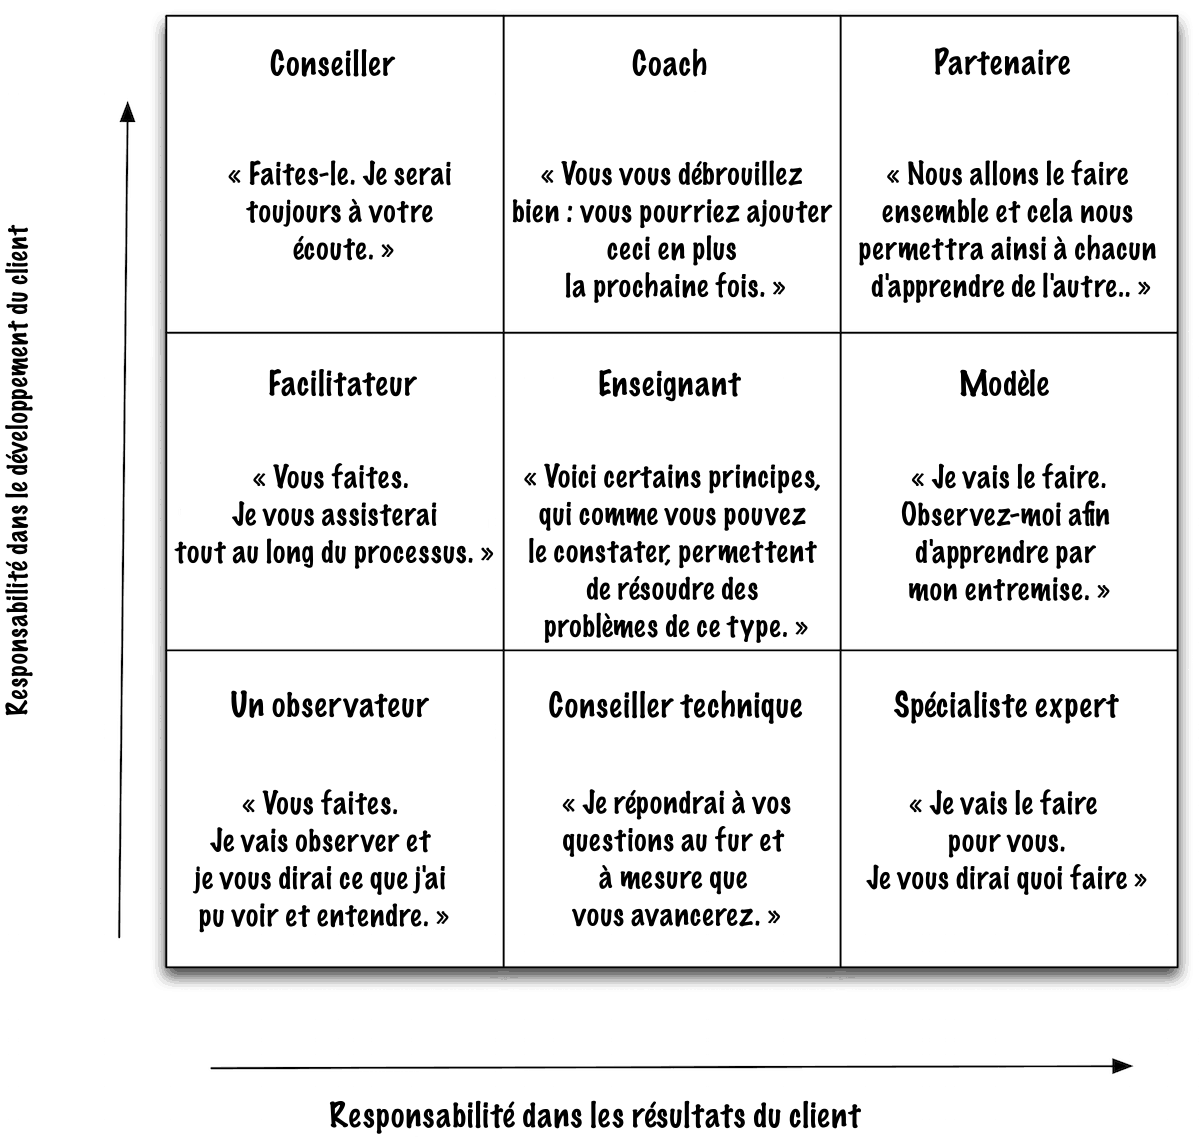 Conseiller
« Faites-le. Je serai
toujours à votre
écoute. »
Coach
« Vous vous débrouillez
bien : vous pourriez ajouter
ceci en plus
la prochaine fois. »
Partenaire
« Nous allons le faire
ensemble et cela nous
permettra ainsi à chacun
d'apprendre de l'autre.. »
Facilitateur
« Vous faites.
Je vous assisterai
tout au long du processus. »
Enseignant
« Voici certains principes,
qui comme vous pouvez
le constater, permettent
de résoudre des
problèmes de ce type. »
Modèle
« Je vais le faire.
Observez-moi afin
d'apprendre par
mon entremise. »
Un observateur
« Vous faites.
Je vais observer et
je vous dirai ce que j'ai
pu voir et entendre. »
Conseiller technique
« Je répondrai à vos
questions au fur et
à mesure que
vous avancerez. »
Spécialiste expert
« Je vais le faire
pour vous.
Je vous dirai quoi faire »
Responsabilité dans le développement du client
Responsabilité dans les résultats du client